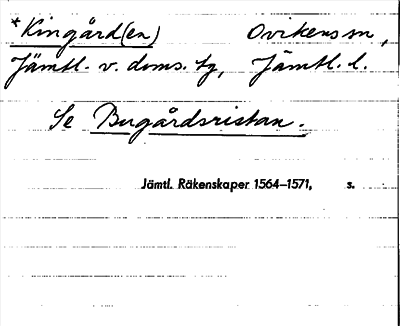 *Kingård(en) Ovikens sn,
Jämtl. v. doms. tg, Jämtl. l.
Se Bugårdsristan.
Jämtl. Räkenskaper 1564–1571, s.